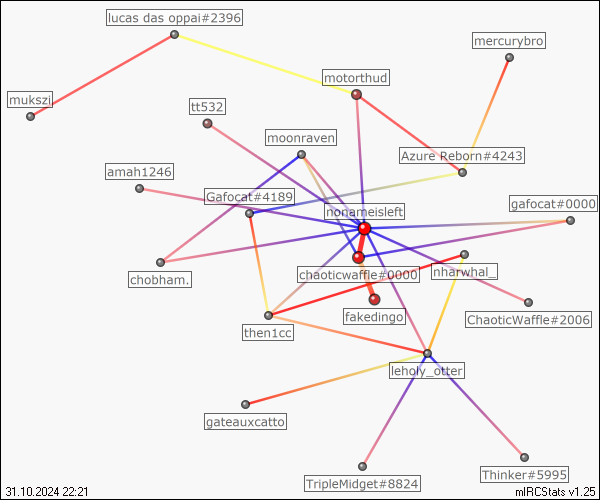 lucas das oppai#2396
mercurybro
motorthud
mukszi
tt532
moonraven
Azure Reborn#4243
amah1246
Gafocat#4189
gafocat#0000
nonameisleft
chaoticwaffle#0000
nharwhal_
chobham.
fakedingo
ChaoticWaffle#2006
then1cc
leholy_otter
gateauxcatto
TripleMidget#8824
Thinker#5995
31.10.2024 22:21
mIRCStats v1.25